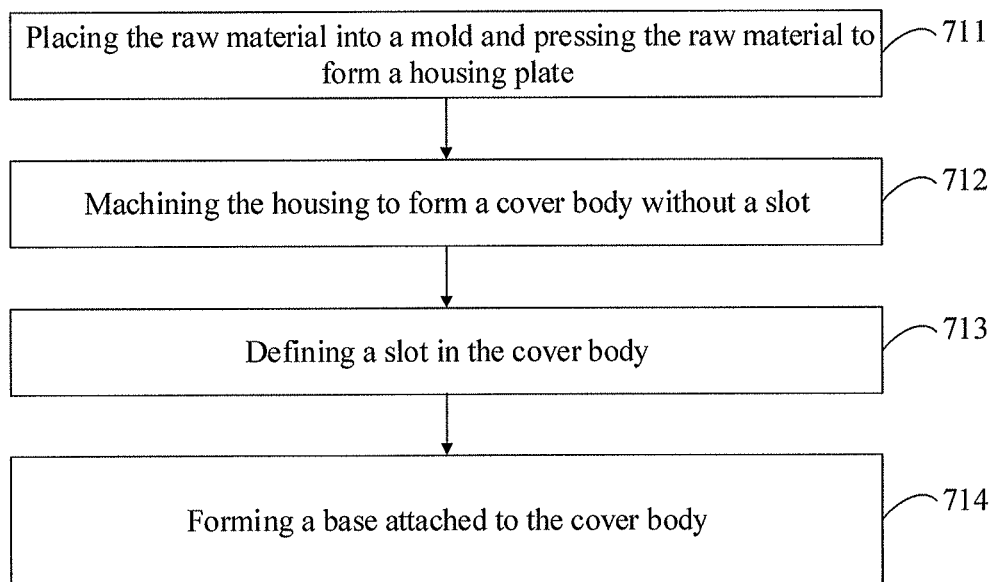 Placing the raw material into a mold and pressing the raw material to
form a housing plate
711
Machining the housing to form a cover body without a slot
712
Defining a slot in the cover body
713
Forming a base attached to the cover body
714